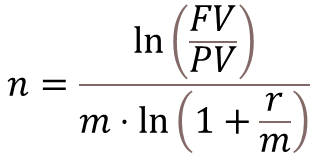 n = ln(FV/PV) / (m · ln(1 + r/m))